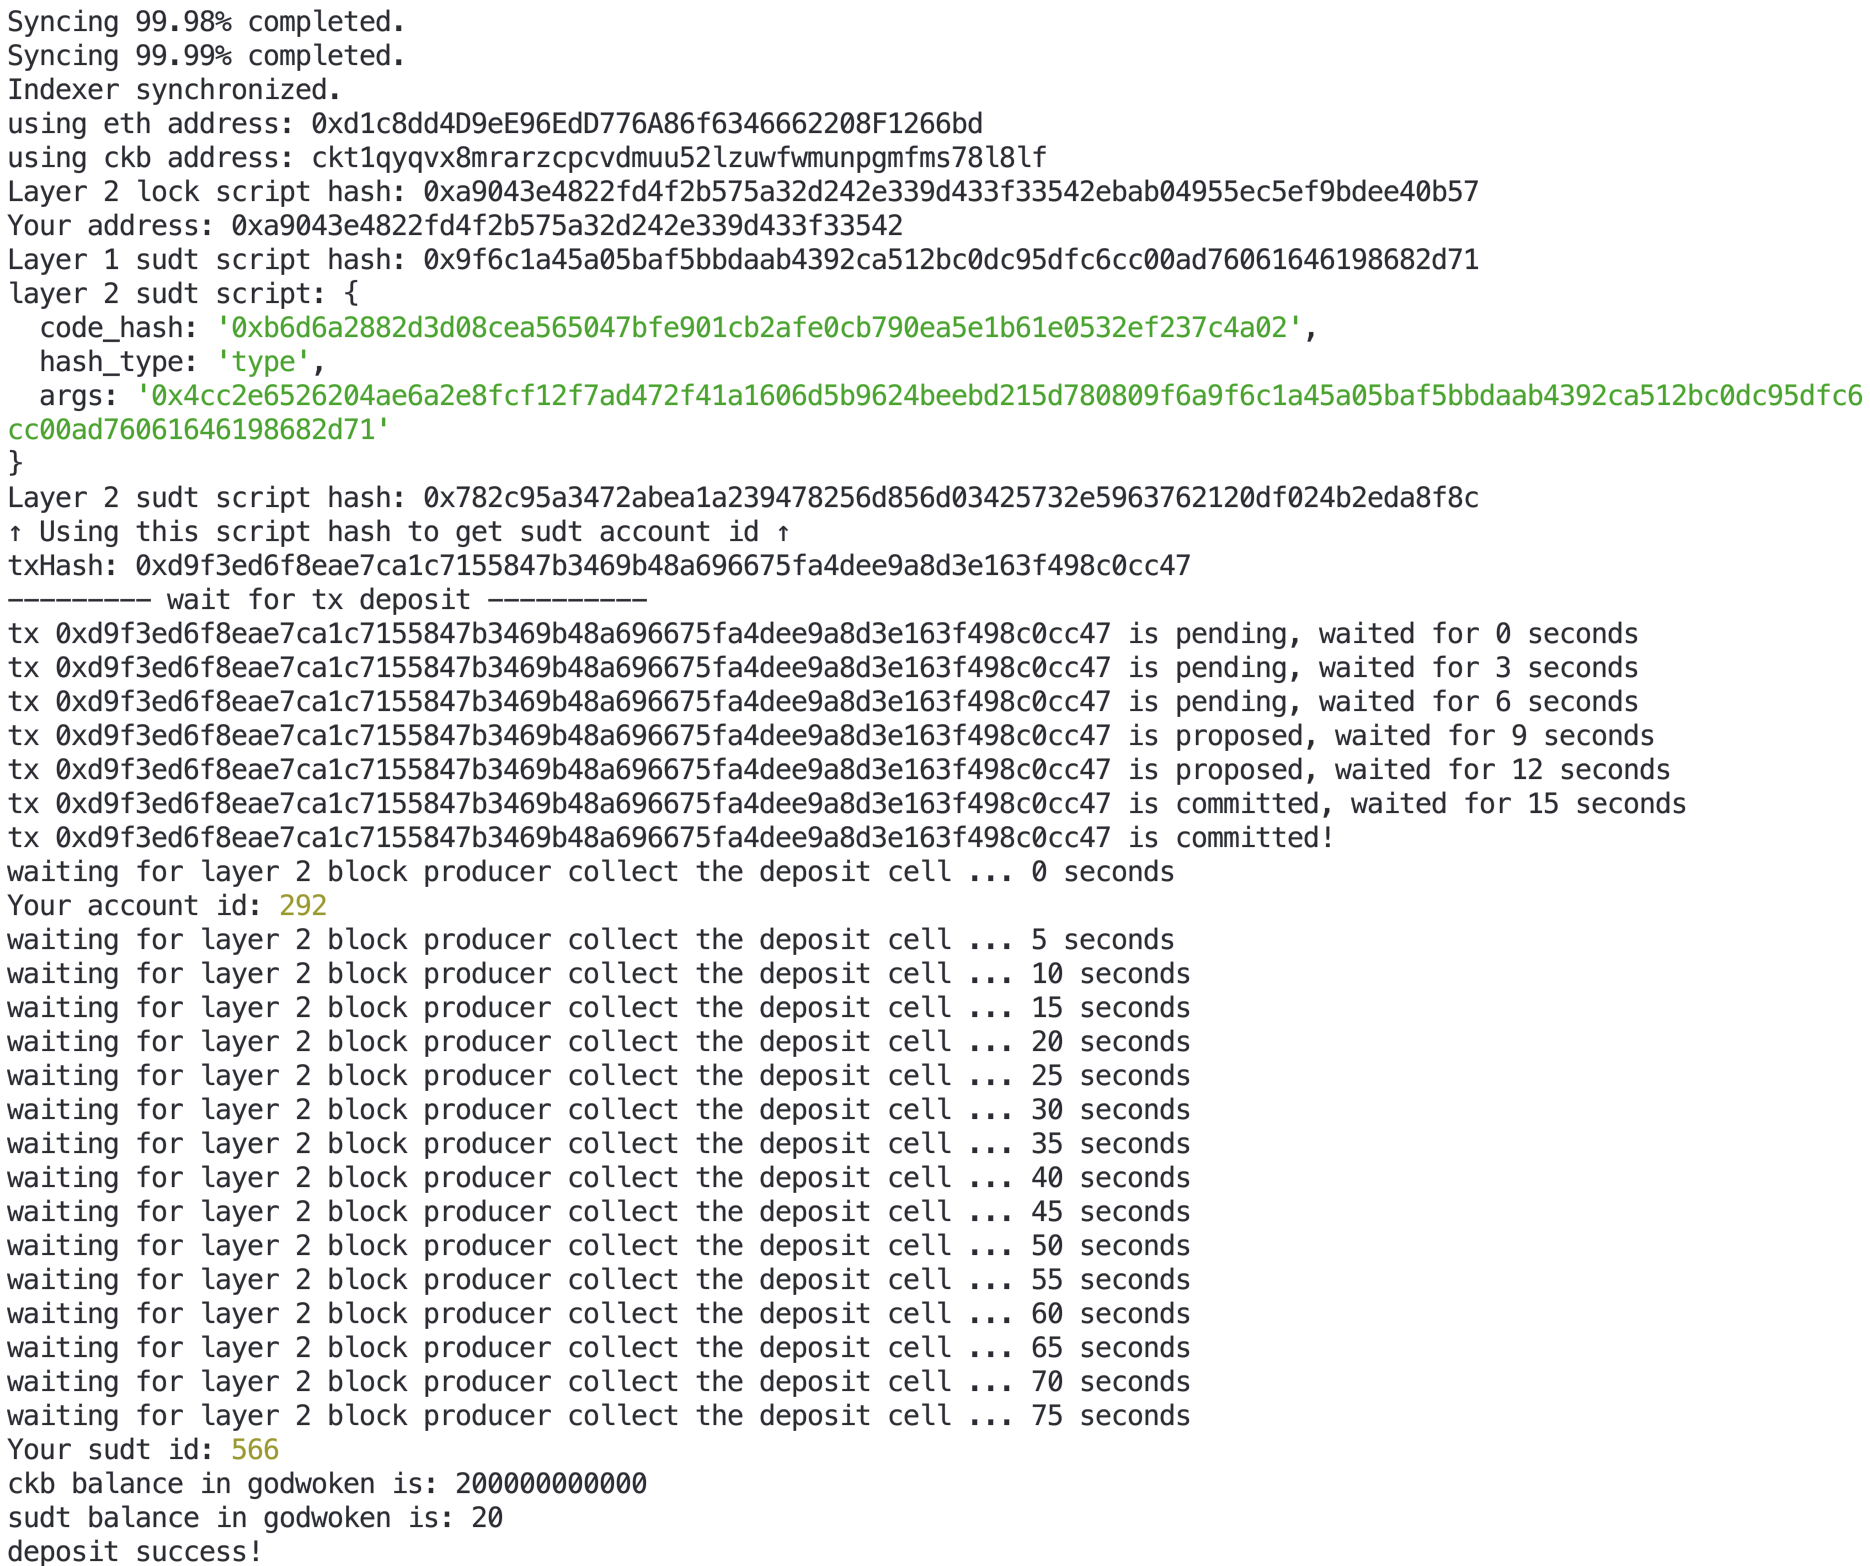 Syncing 99.98% completed.
Syncing 99.99% completed.
Indexer synchronized.
using eth address: 0xd1c8dd4D9eE96EdD776A86f6346662208F1266bd
using ckb address: ckt1qyqvx8mrarzcpcvdmuu52lzuwfwmunpgmfms78l8lf
Layer 2 lock script hash: 0xa9043e4822fd4f2b575a32d242e339d433f33542ebab04955ec5ef9bdee40b57
Your address: 0xa9043e4822fd4f2b575a32d242e339d433f33542
Layer 1 sudt script hash: 0x9f6c1a45a05baf5bbdaab4392ca512bc0dc95dfc6cc00ad76061646198682d71
layer 2 sudt script: {
  code_hash: '0xb6d6a2882d3d08cea565047bfe901cb2afe0cb790ea5e1b61e0532ef237c4a02',
  hash_type: 'type',
  args: '0x4cc2e6526204ae6a2e8fcf12f7ad472f41a1606d5b9624beebd215d780809f6a9f6c1a45a05baf5bbdaab4392ca512bc0dc95dfc6
cc00ad76061646198682d71'
}
Layer 2 sudt script hash: 0x782c95a3472abea1a239478256d856d03425732e5963762120df024b2eda8f8c
↑ Using this script hash to get sudt account id ↑
txHash: 0xd9f3ed6f8eae7ca1c7155847b3469b48a696675fa4dee9a8d3e163f498c0cc47
--------- wait for tx deposit ----------
tx 0xd9f3ed6f8eae7ca1c7155847b3469b48a696675fa4dee9a8d3e163f498c0cc47 is pending, waited for 0 seconds
tx 0xd9f3ed6f8eae7ca1c7155847b3469b48a696675fa4dee9a8d3e163f498c0cc47 is pending, waited for 3 seconds
tx 0xd9f3ed6f8eae7ca1c7155847b3469b48a696675fa4dee9a8d3e163f498c0cc47 is pending, waited for 6 seconds
tx 0xd9f3ed6f8eae7ca1c7155847b3469b48a696675fa4dee9a8d3e163f498c0cc47 is proposed, waited for 9 seconds
tx 0xd9f3ed6f8eae7ca1c7155847b3469b48a696675fa4dee9a8d3e163f498c0cc47 is proposed, waited for 12 seconds
tx 0xd9f3ed6f8eae7ca1c7155847b3469b48a696675fa4dee9a8d3e163f498c0cc47 is committed, waited for 15 seconds
tx 0xd9f3ed6f8eae7ca1c7155847b3469b48a696675fa4dee9a8d3e163f498c0cc47 is committed!
waiting for layer 2 block producer collect the deposit cell ... 0 seconds
Your account id: 292
waiting for layer 2 block producer collect the deposit cell ... 5 seconds
waiting for layer 2 block producer collect the deposit cell ... 10 seconds
waiting for layer 2 block producer collect the deposit cell ... 15 seconds
waiting for layer 2 block producer collect the deposit cell ... 20 seconds
waiting for layer 2 block producer collect the deposit cell ... 25 seconds
waiting for layer 2 block producer collect the deposit cell ... 30 seconds
waiting for layer 2 block producer collect the deposit cell ... 35 seconds
waiting for layer 2 block producer collect the deposit cell ... 40 seconds
waiting for layer 2 block producer collect the deposit cell ... 45 seconds
waiting for layer 2 block producer collect the deposit cell ... 50 seconds
waiting for layer 2 block producer collect the deposit cell ... 55 seconds
waiting for layer 2 block producer collect the deposit cell ... 60 seconds
waiting for layer 2 block producer collect the deposit cell ... 65 seconds
waiting for layer 2 block producer collect the deposit cell ... 70 seconds
waiting for layer 2 block producer collect the deposit cell ... 75 seconds
Your sudt id: 566
ckb balance in godwoken is: 200000000000
sudt balance in godwoken is: 20
deposit success!